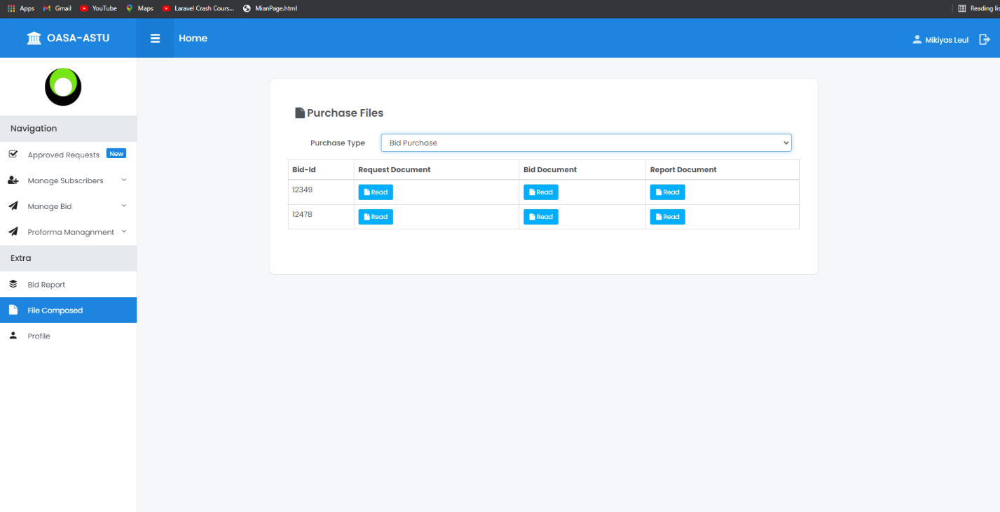 Apps Gmail YouTube Maps Laravel Crash Cours... MianPage.html Reading lis
OASA-ASTU Home Mikiyas Leul
Navigation
Approved Requests New
Manage Subscribers
Manage Bid
Proforma Managnment
Extra
Bid Report
File Composed
Profile
Purchase Files
Purchase Type Bid Purchase
Bid-Id Request Document Bid Document Report Document
12349 Read Read Read
12478 Read Read Read